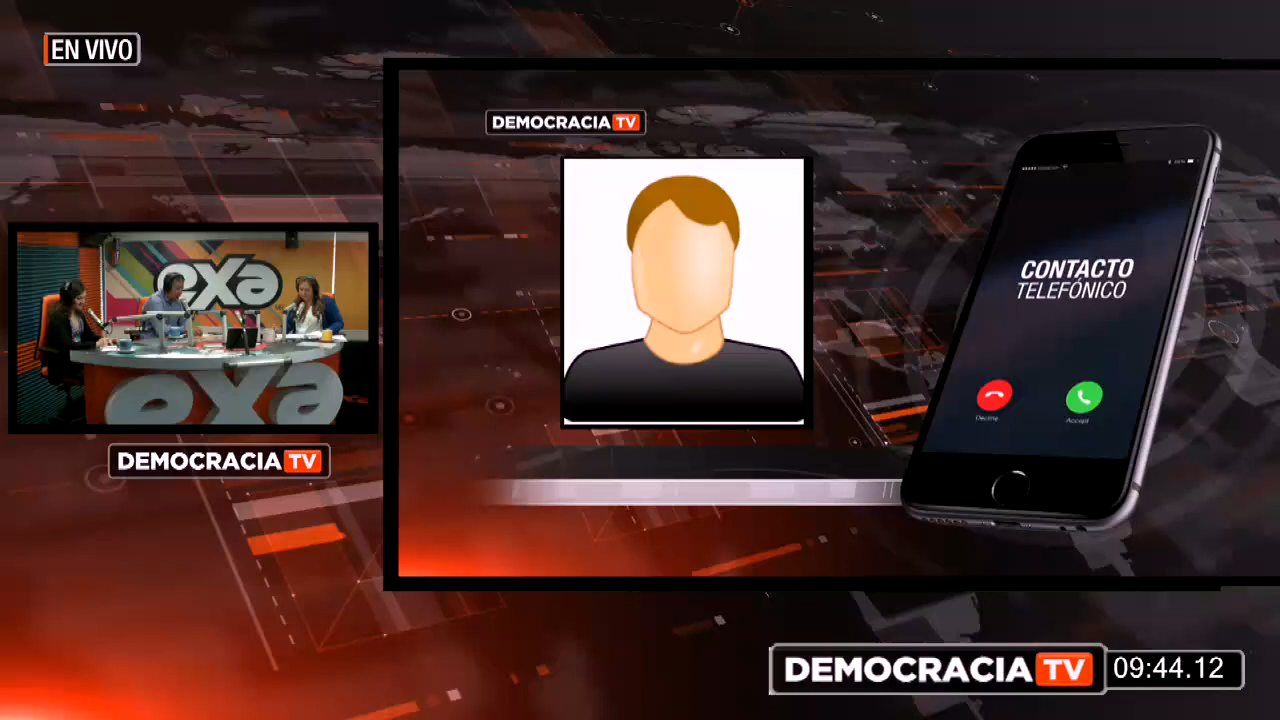 EN VIVO
DEMOCRACIA TV
CONTACTO
TELEFÓNICO
Decline
Accept
exa
exa
DEMOCRACIA TV
DEMOCRACIA TV
09:44.12